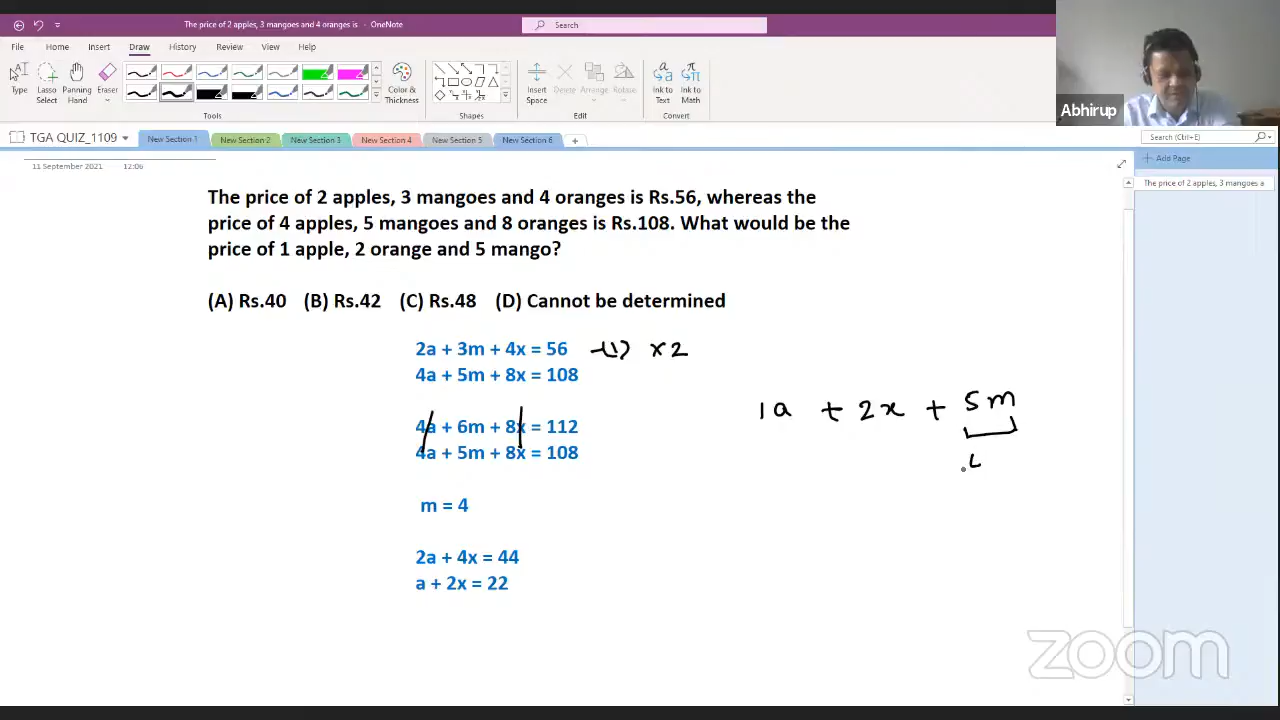 The price of 2 apples, 3 mangoes and 4 oranges is - OneNote
Search
File Home Insert Draw History Review View Help
Type Lasso Select Panning Hand Eraser Color & Thickness Insert Space Delete Arrange Rotate Ink to Text Ink to Math
Tools Shapes Edit Convert
Abhirup
TGA QUIZ_1109 New Section 1 New Section 2 New Section 3 New Section 4 New Section 5 New Section 6
Search (Ctrl+E)
Add Page
11 September 2021 12:06
The price of 2 apples, 3 mangoes a
The price of 2 apples, 3 mangoes and 4 oranges is Rs.56, whereas the
price of 4 apples, 5 mangoes and 8 oranges is Rs.108. What would be the
price of 1 apple, 2 orange and 5 mango?
(A) Rs.40 (B) Rs.42 (C) Rs.48 (D) Cannot be determined
2a + 3m + 4x = 56 -(1) x2
4a + 5m + 8x = 108
1a + 2x + 5m
4a + 6m + 8x = 112
4a + 5m + 8x = 108
m = 4
2a + 4x = 44
a + 2x = 22
zoom